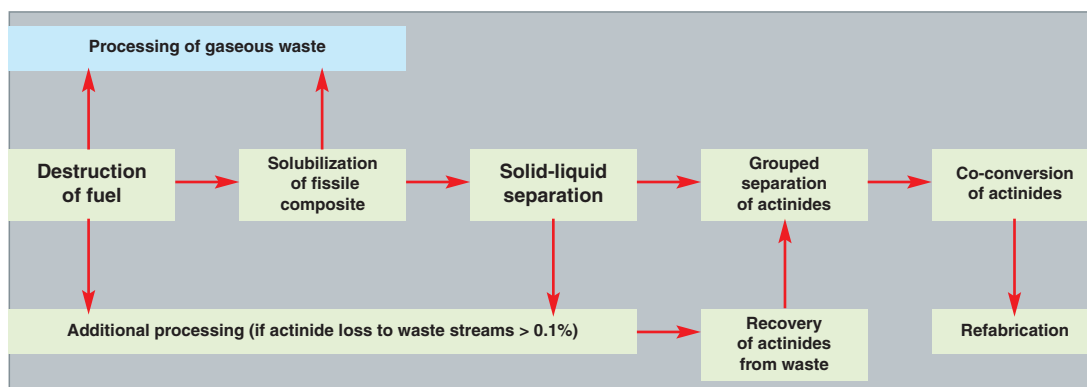 Processing of gaseous waste
Destruction
of fuel
Solubilization
of fissile
composite
Solid-liquid
separation
Grouped
separation
of actinides
Co-conversion
of actinides
Additional processing (if actinide loss to waste streams > 0.1%)
Recovery
of actinides
from waste
Refabrication